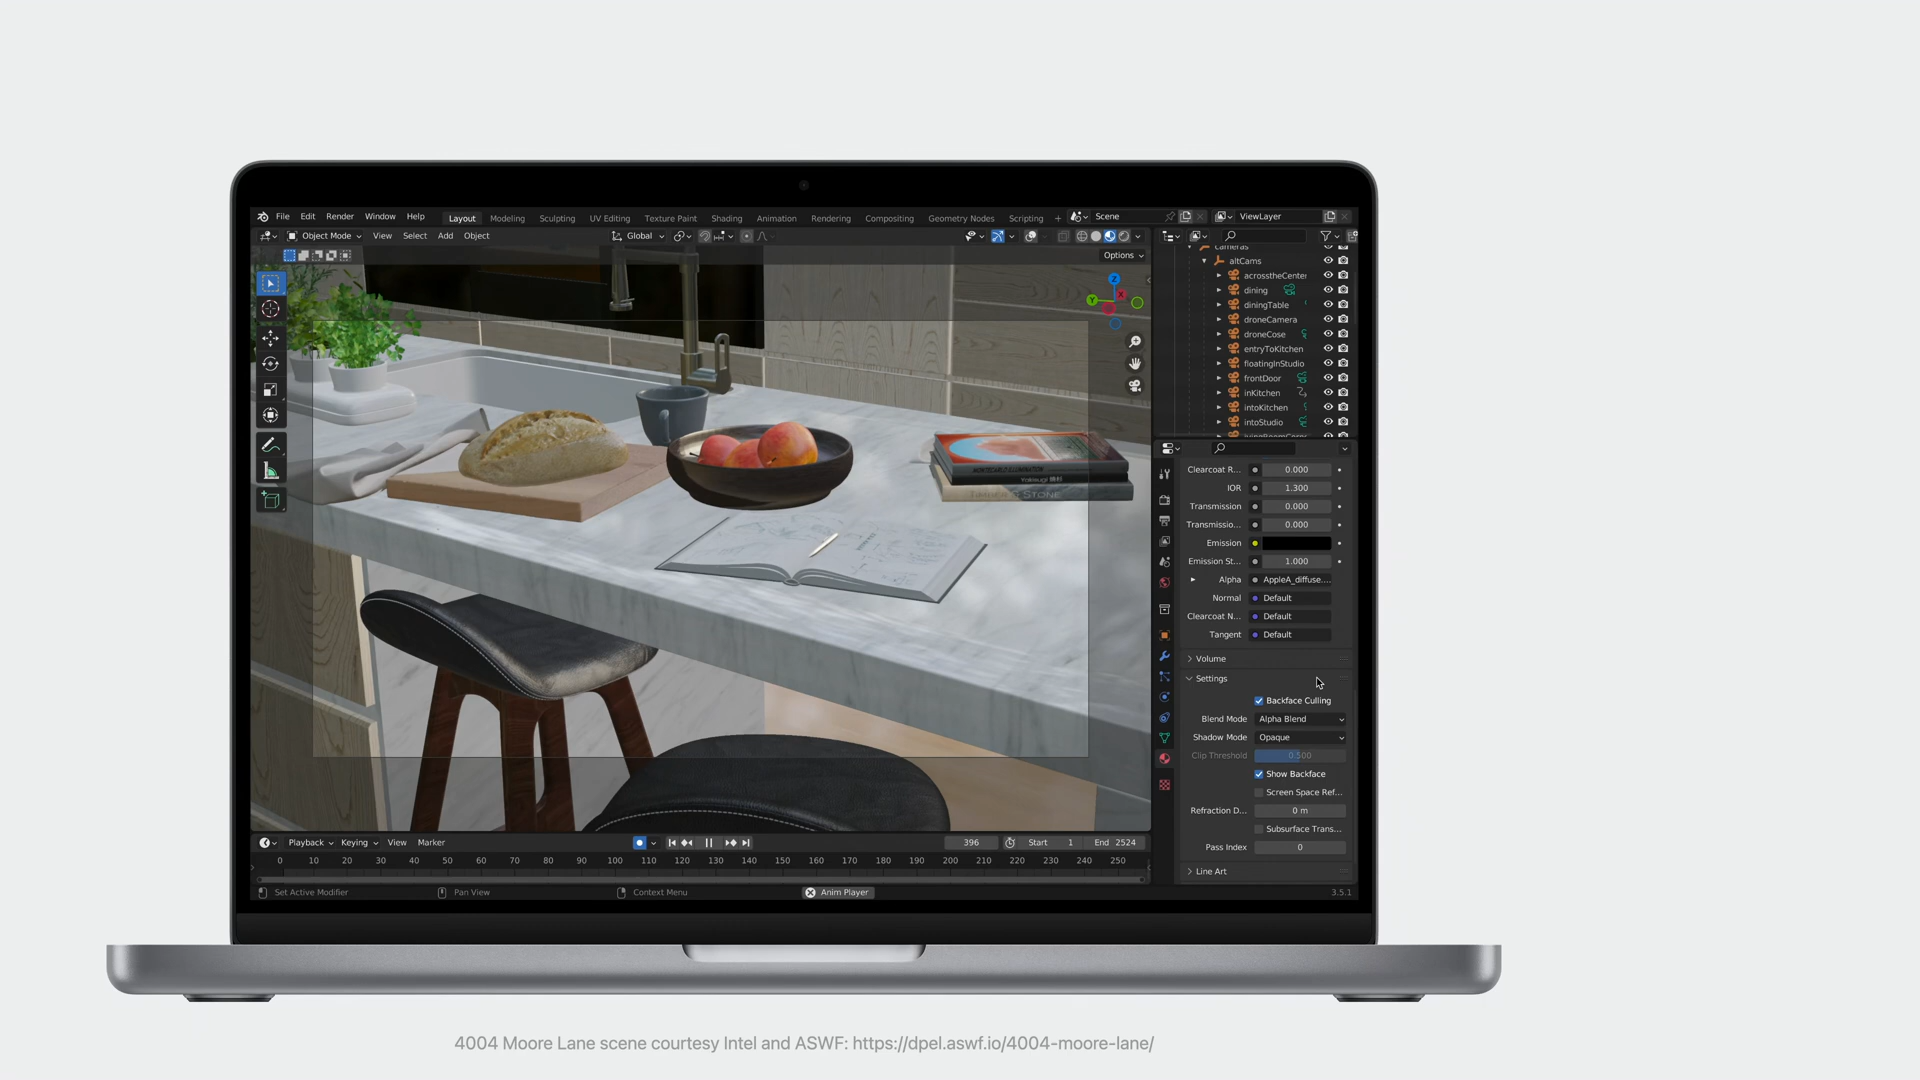 File Edit Render Window Help
Layout Modeling Sculpting UV Editing Texture Paint Shading Animation Rendering Compositing Geometry Nodes Scripting +
Scene
ViewLayer
Object Mode View Select Add Object
Global
Options
Z
Y
X
cameras
altCams
acrosstheCenter
dining
diningTable
droneCamera
droneCose
entryToKitchen
floatingInStudio
frontDoor
inKitchen
intoKitchen
intoStudio
Clearcoat R... 0.000
IOR 1.300
Transmission 0.000
Transmissio... 0.000
Emission
Emission St... 1.000
Alpha AppleA_diffuse....
Normal Default
Clearcoat N... Default
Tangent Default
Volume
Settings
Backface Culling
Blend Mode Alpha Blend
Shadow Mode Opaque
Clip Threshold 0.500
Show Backface
Screen Space Ref...
Refraction D... 0 m
Subsurface Trans...
Pass Index 0
Line Art
Playback Keying View Marker
396
Start 1
End 2524
0 10 20 30 40 50 60 70 80 90 100 110 120 130 140 150 160 170 180 190 200 210 220 230 240 250
Set Active Modifier
Pan View
Context Menu
Anim Player
3.5.1
4004 Moore Lane scene courtesy Intel and ASWF: https://dpel.aswf.io/4004-moore-lane/